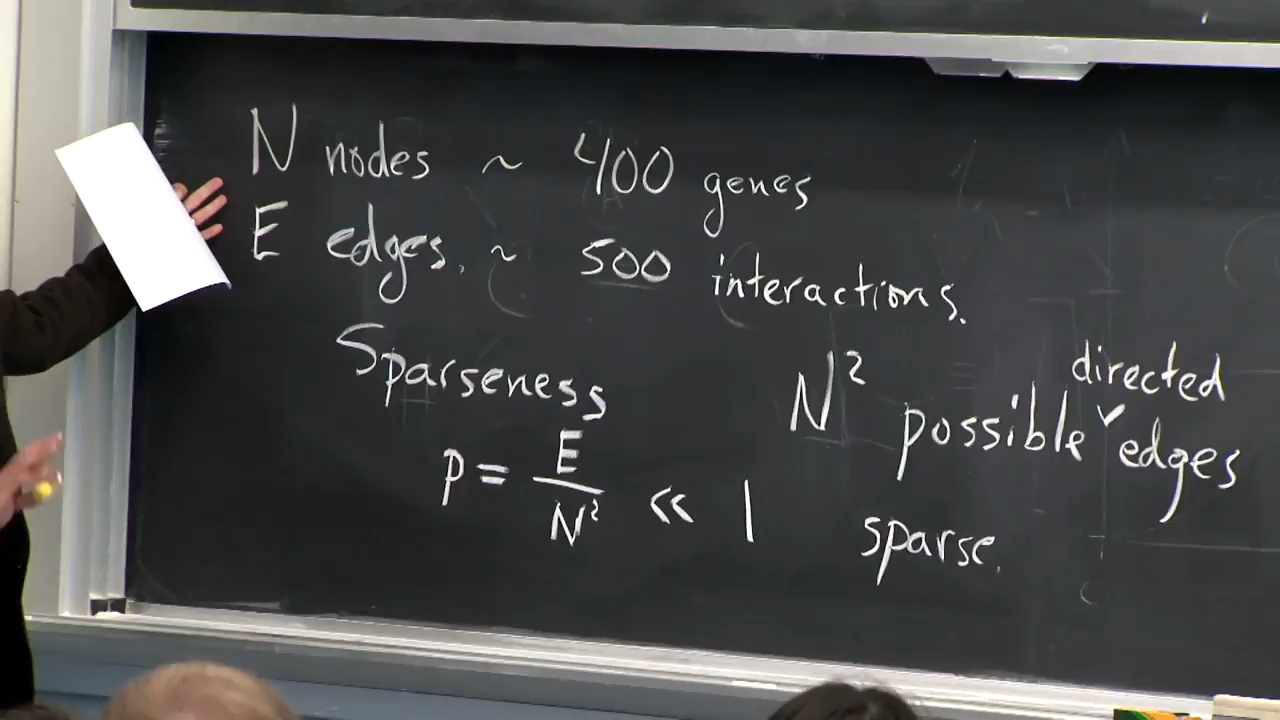 N nodes ~ 400 genes
E edges. ~ 500 interactions.
Sparseness
N² possible directed edges
p = E/N² << 1 sparse.